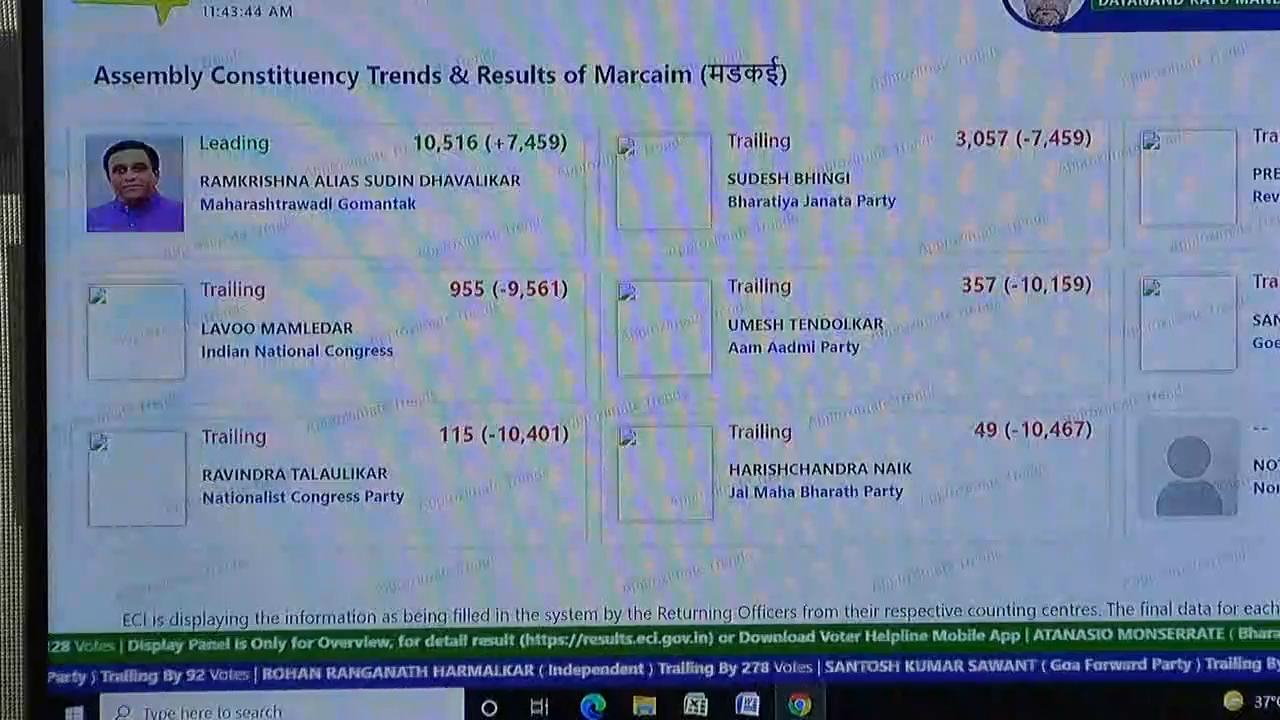 11:43:44 AM
DAYANAND RAYU MAND
Assembly Constituency Trends & Results of Marcaim (मडकई)
Leading 10,516 (+7,459)
RAMKRISHNA ALIAS SUDIN DHAVALIKAR
Maharashtrawadi Gomantak
Trailing 3,057 (-7,459)
SUDESH BHINGI
Bharatiya Janata Party
Tra
PRE
Rev
Trailing 955 (-9,561)
LAVOO MAMLEDAR
Indian National Congress
Trailing 357 (-10,159)
UMESH TENDOLKAR
Aam Aadmi Party
Tra
SAN
Goe
Trailing 115 (-10,401)
RAVINDRA TALAULIKAR
Nationalist Congress Party
Trailing 49 (-10,467)
HARISHCHANDRA NAIK
Jai Maha Bharath Party
--
NOT
Non
Approximate Trends
ECI is displaying the information as being filled in the system by the Returning Officers from their respective counting centres. The final data for each
28 Votes | Display Panel is Only for Overview, for detail result (https://results.eci.gov.in) or Download Voter Helpline Mobile App | ATANASIO MONSERRATE ( Bhara
Party ) Trailing By 92 Votes | ROHAN RANGANATH HARMALKAR ( Independent ) Trailing By 278 Votes | SANTOSH KUMAR SAWANT ( Goa Forward Party ) Trailing By
Type here to search
37°